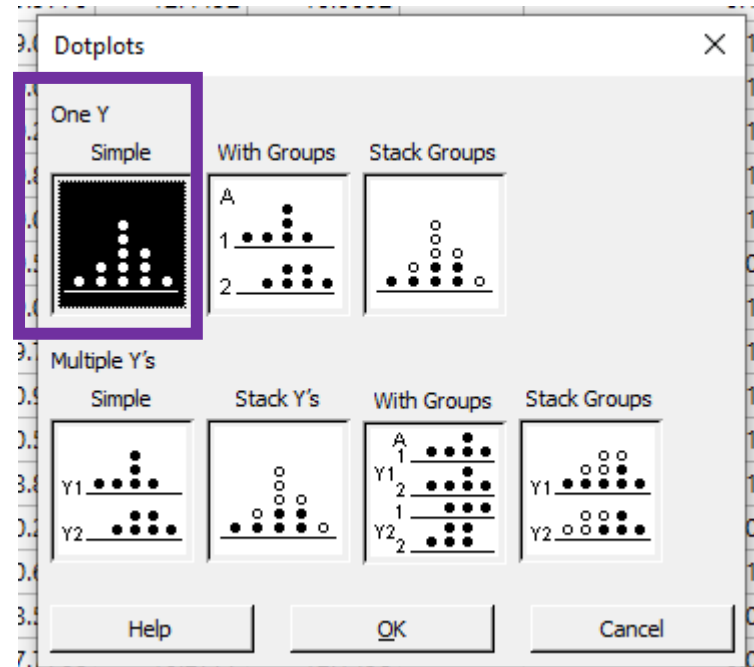 Dotplots
One Y
Simple With Groups Stack Groups
A
1
2
Multiple Y's
Simple Stack Y's With Groups Stack Groups
Y1
Y2
A
Y1 1
2
Y2 1
2
Y1
Y2
Help OK Cancel